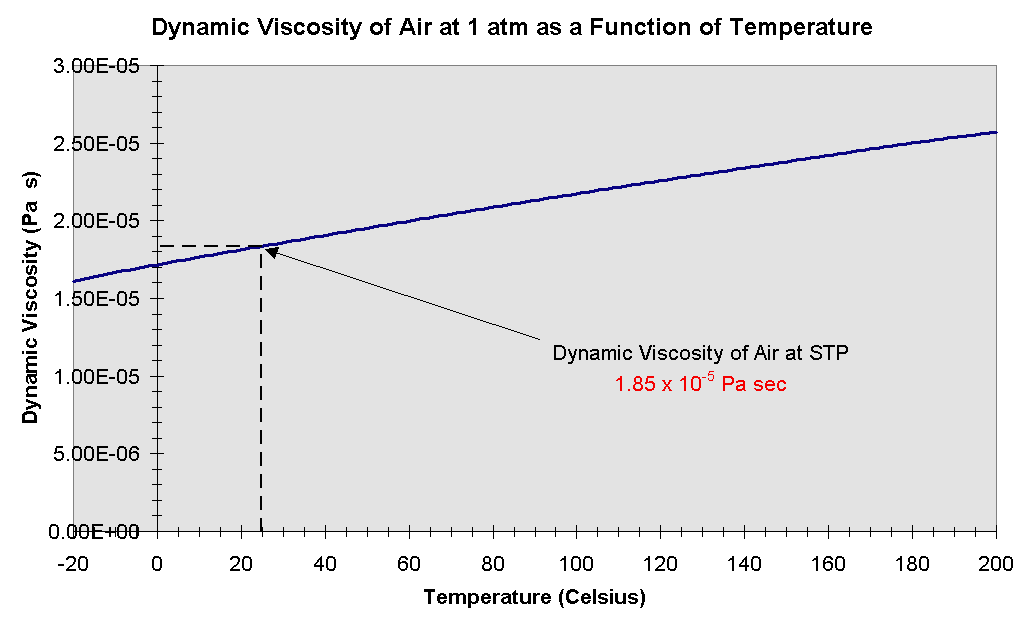 Dynamic Viscosity of Air at 1 atm as a Function of Temperature
3.00E-05
2.50E-05
2.00E-05
1.50E-05
1.00E-05
5.00E-06
0.00E+00
Dynamic Viscosity (Pa s)
Dynamic Viscosity of Air at STP
1.85 x 10⁻⁵ Pa sec
-20 0 20 40 60 80 100 120 140 160 180 200
Temperature (Celsius)